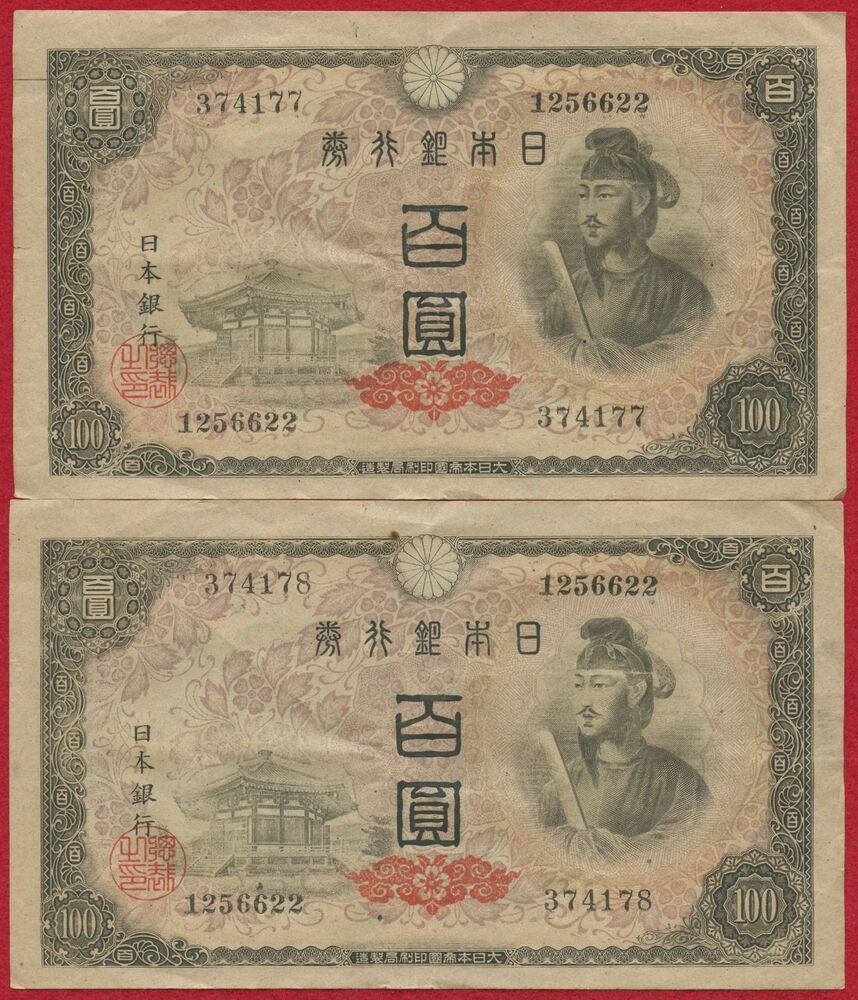 百圓
374177
1256622
百
日本銀行券
百圓
日本銀行
總裁之印
1256622
374177
100
100
大日本帝國印刷局製造
百圓
374178
1256622
百
日本銀行券
百圓
日本銀行
總裁之印
1256622
374178
100
100
大日本帝國印刷局製造